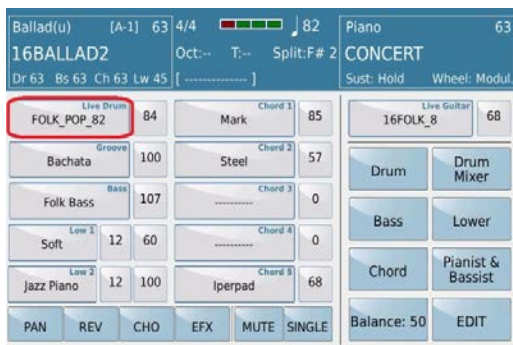 Ballad(u) [A-1] 63 4/4 82 Piano 63
16BALLAD2 Oct:-- T:-- Split:F# 2 CONCERT
Dr 63 Bs 63 Ch 63 Lw 45 [ -------------- ] Sust: Hold Wheel: Modul.
Live Drum
FOLK_POP_82 84
Chord 1
Mark 85
Live Guitar
16FOLK_8 68
Groove
Bachata 100
Chord 2
Steel 57
Drum
Drum
Mixer
Bass
Folk Bass 107
Chord 3
---------- 0
Bass
Lower
Low 1
Soft 12 60
Chord 4
---------- 0
Chord
Pianist &
Bassist
Low 2
Jazz Piano 12 100
Chord 5
Iperpad 68
PAN REV CHO EFX MUTE SINGLE Balance: 50 EDIT